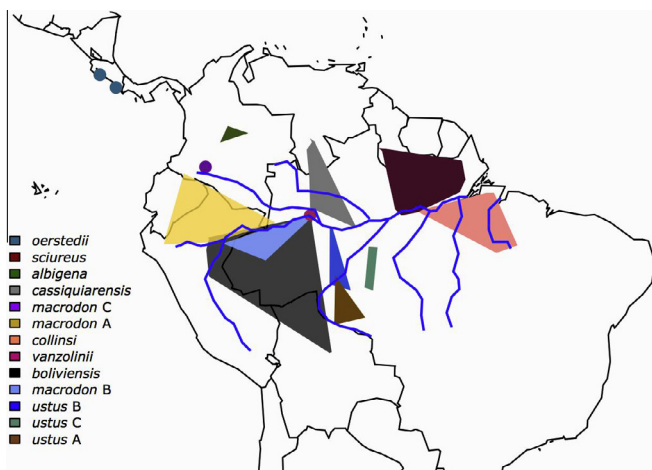 oerstedii
sciureus
albigena
cassiquiarensis
macrodon C
macrodon A
collinsi
vanzolinii
boliviensis
macrodon B
ustus B
ustus C
ustus A